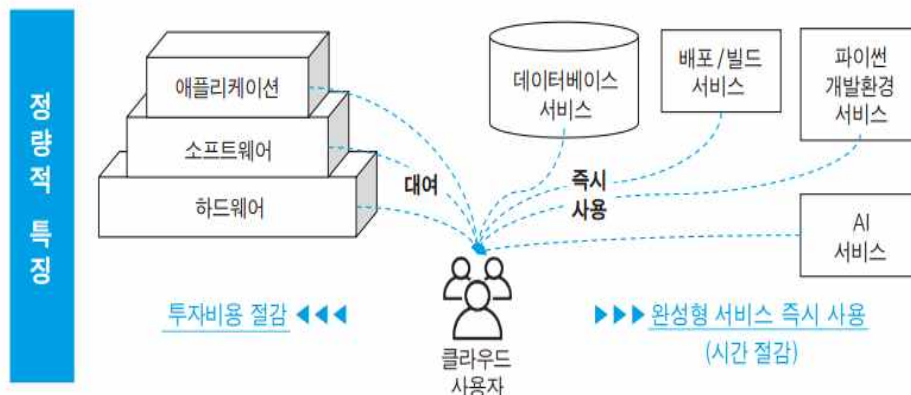 정량적 특징
애플리케이션
소프트웨어
하드웨어
대여
데이터베이스
서비스
배포 / 빌드
서비스
파이썬
개발환경
서비스
즉시
사용
AI
서비스
투자비용 절감 ◀◀◀
▶▶▶ 완성형 서비스 즉시 사용
(시간 절감)
클라우드
사용자